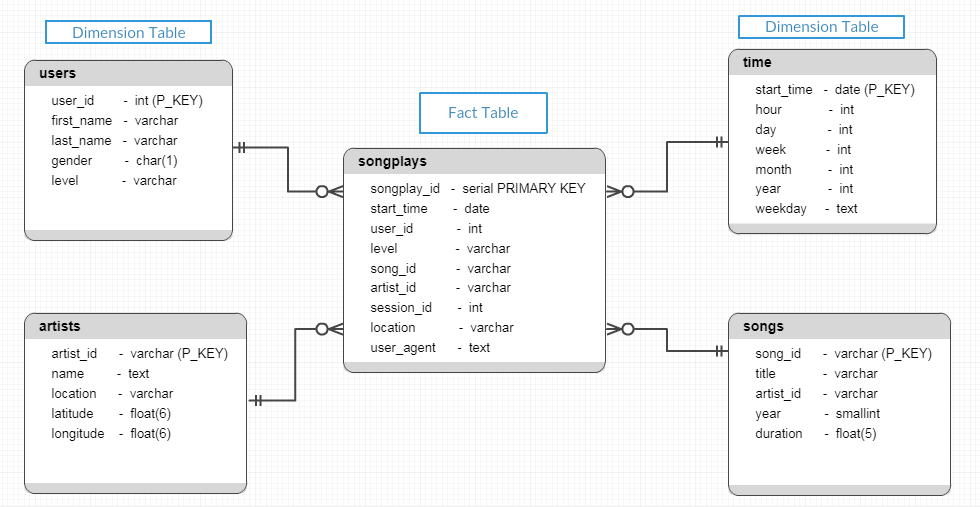 Dimension Table
users
user_id - int (P_KEY)
first_name - varchar
last_name - varchar
gender - char(1)
level - varchar
Fact Table
songplays
songplay_id - serial PRIMARY KEY
start_time - date
user_id - int
level - varchar
song_id - varchar
artist_id - varchar
session_id - int
location - varchar
user_agent - text
Dimension Table
time
start_time - date (P_KEY)
hour - int
day - int
week - int
month - int
year - int
weekday - text
artists
artist_id - varchar (P_KEY)
name - text
location - varchar
latitude - float(6)
longitude - float(6)
songs
song_id - varchar (P_KEY)
title - varchar
artist_id - varchar
year - smallint
duration - float(5)